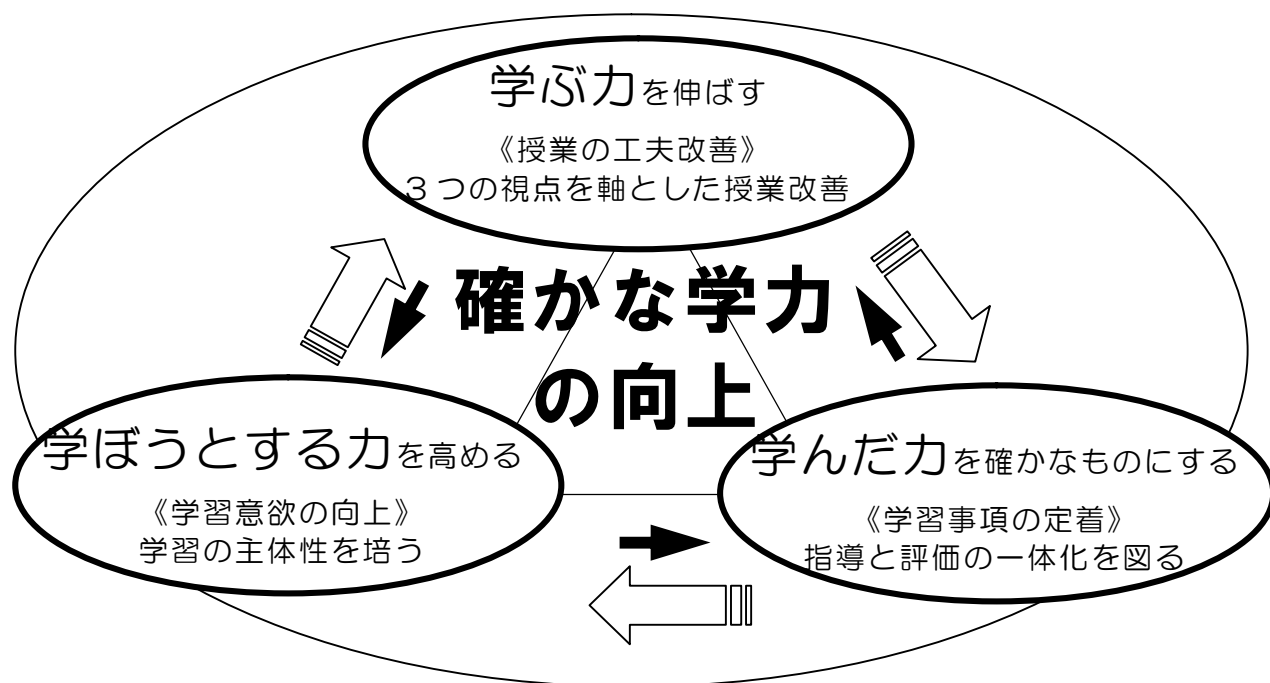 学ぶ力を伸ばす
《授業の工夫改善》
３つの視点を軸とした授業改善
確かな学力
の向上
学ぼうとする力を高める
《学習意欲の向上》
学習の主体性を培う
学んだ力を確かなものにする
《学習事項の定着》
指導と評価の一体化を図る